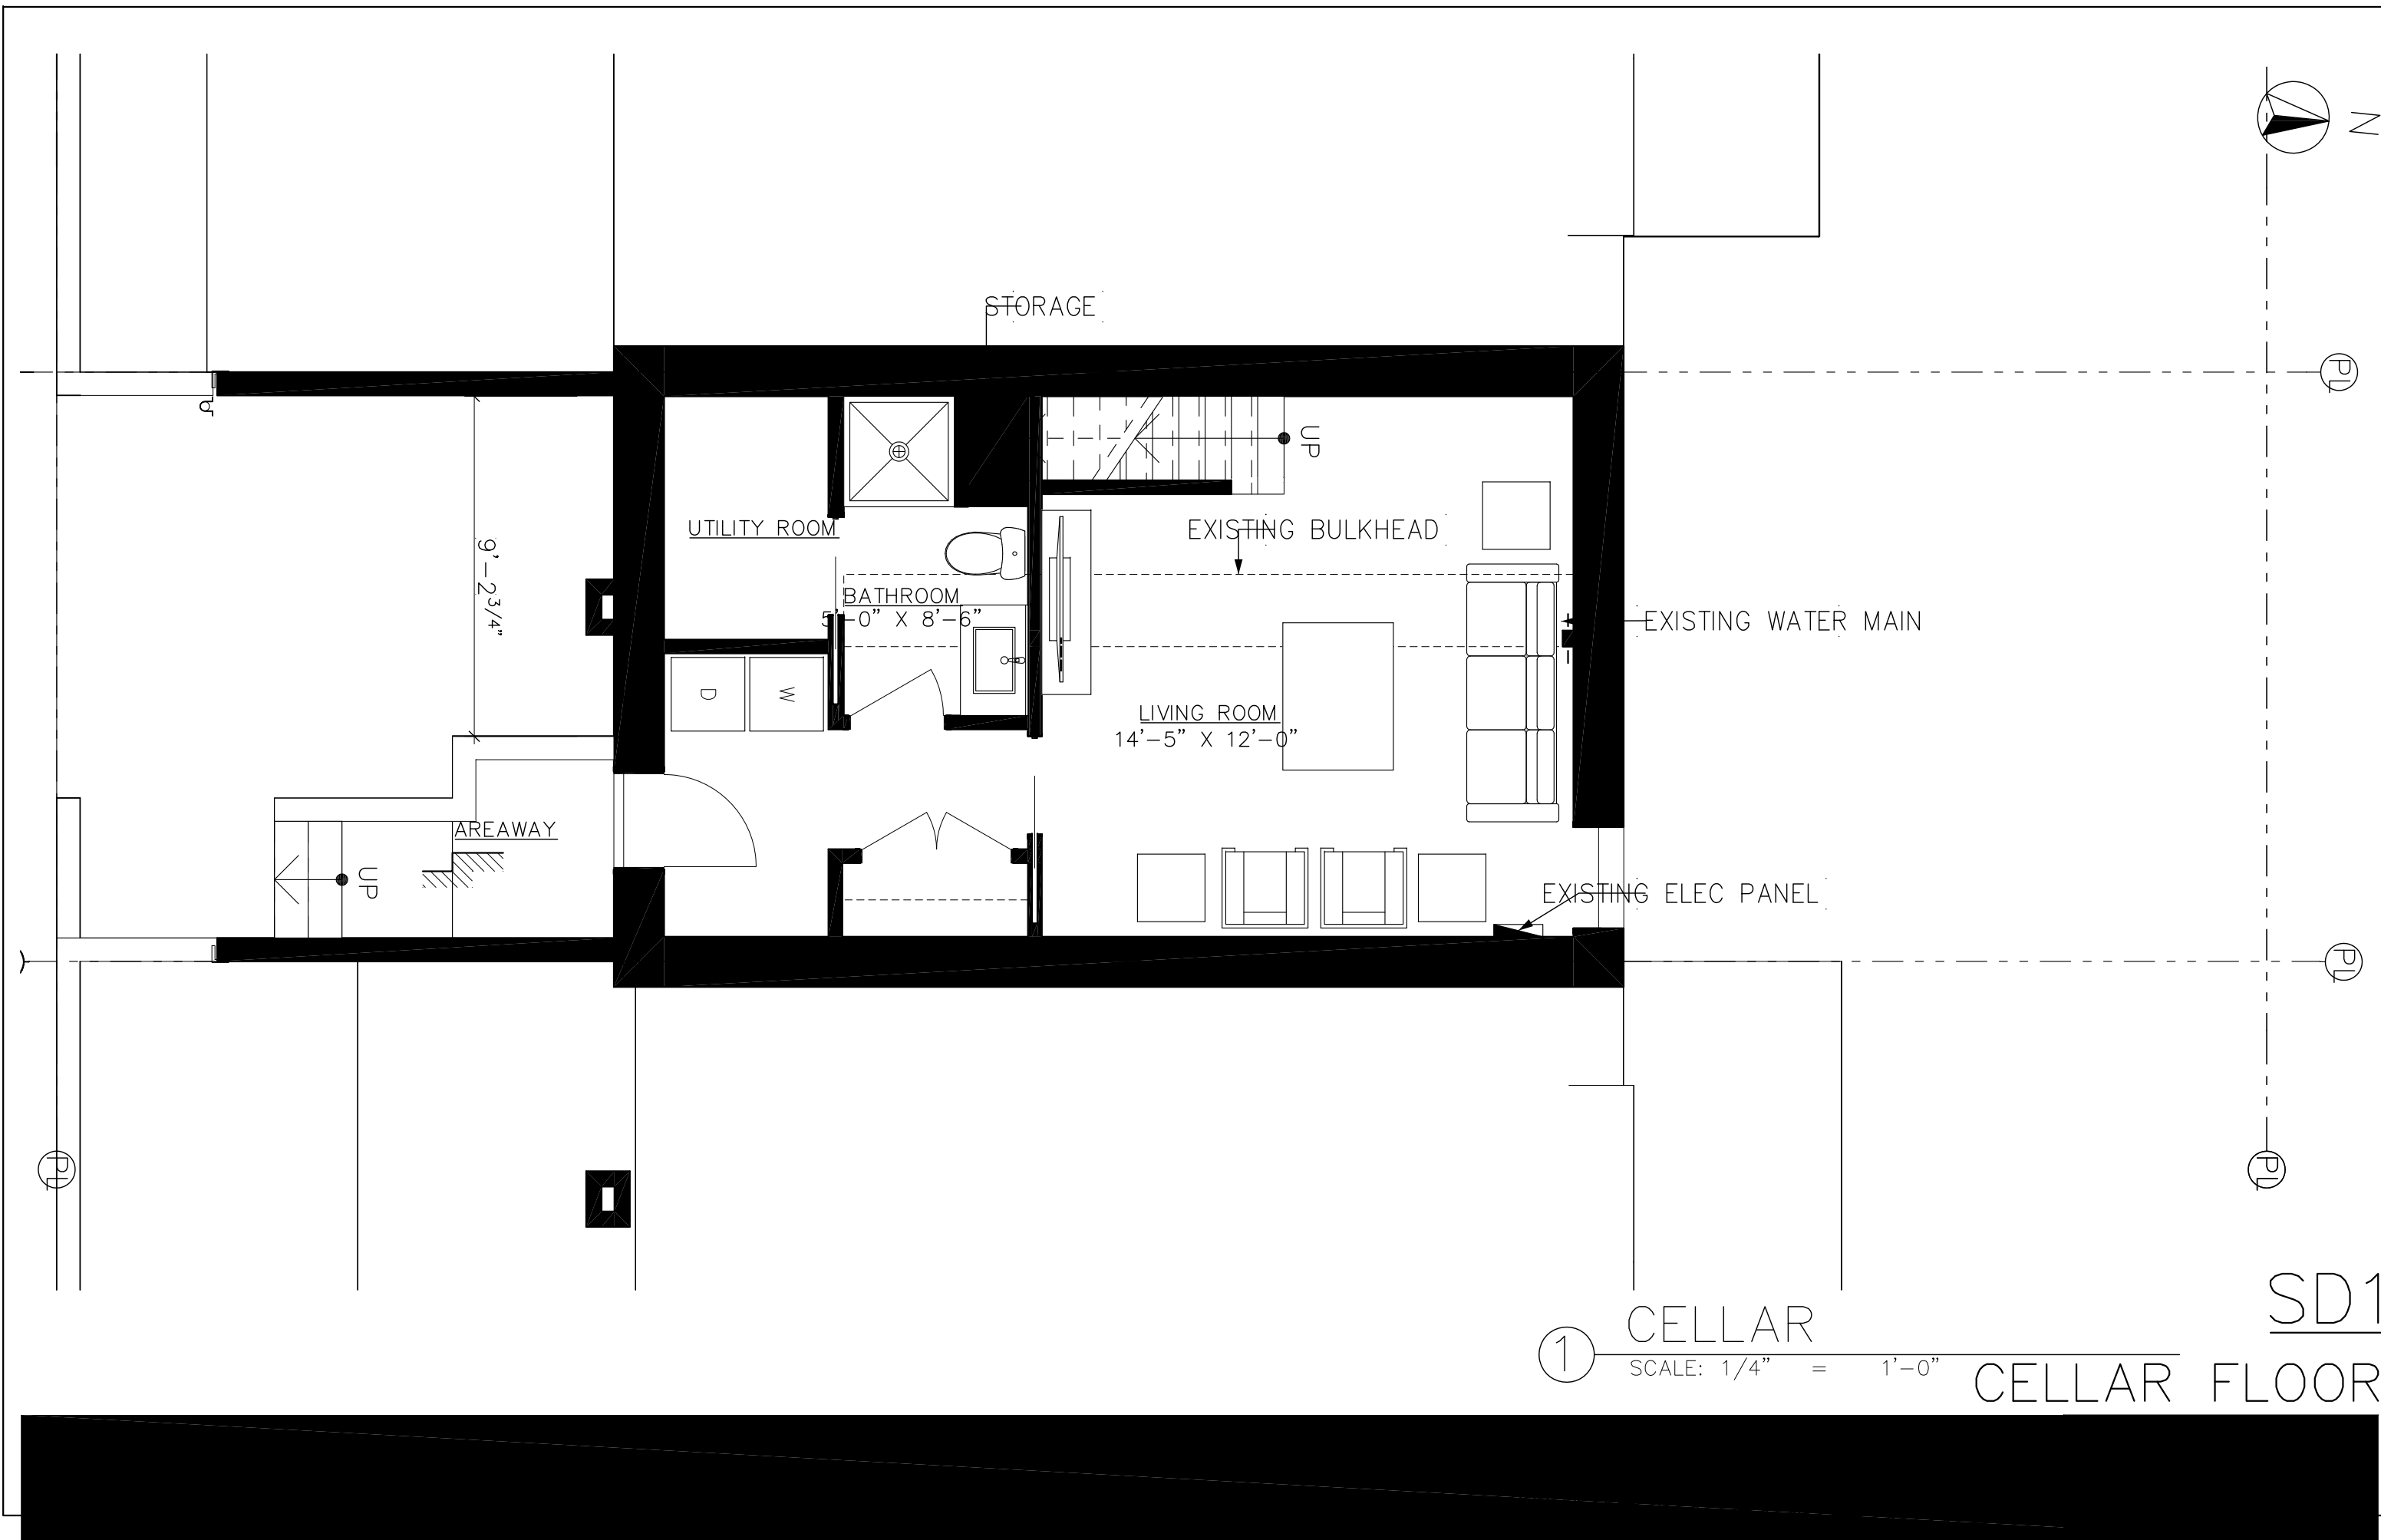 N
STORAGE
PL
UP
UTILITY ROOM
EXISTING BULKHEAD
9'-2 3/4"
BATHROOM
5'-0" X 8'-6"
EXISTING WATER MAIN
D
W
LIVING ROOM
14'-5" X 12'-0"
AREAWAY
UP
EXISTING ELEC PANEL
PL
PL
PL
SD1
1
CELLAR
SCALE: 1/4" = 1'-0"
CELLAR FLOOR